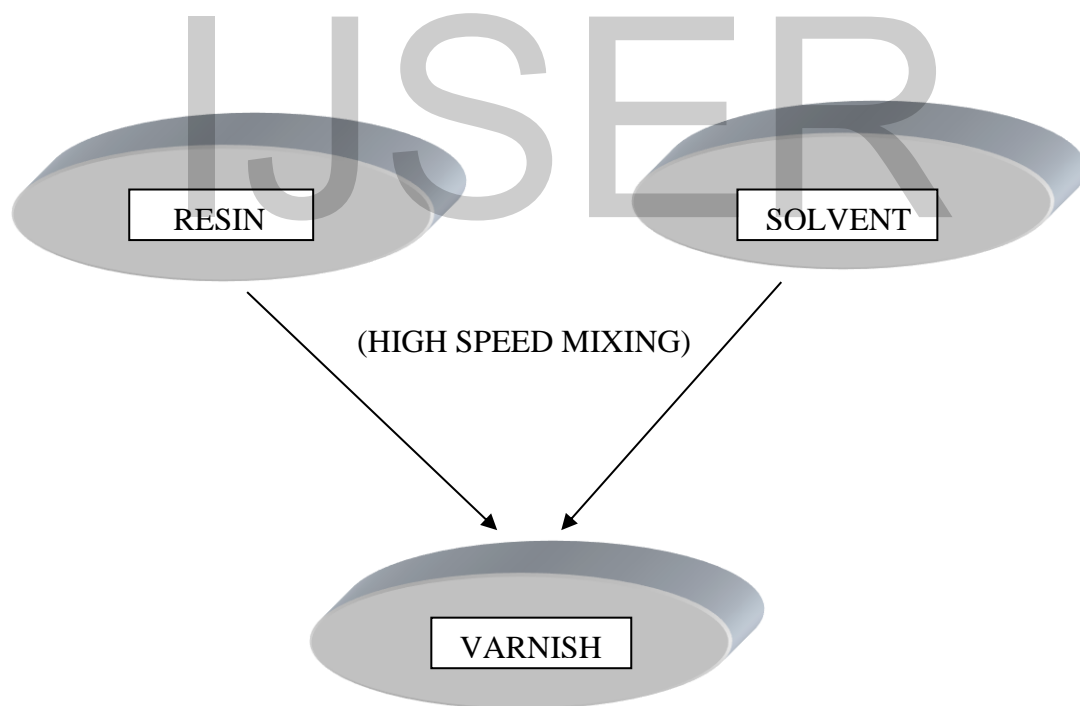 IJSER
RESIN
SOLVENT
(HIGH SPEED MIXING)
VARNISH